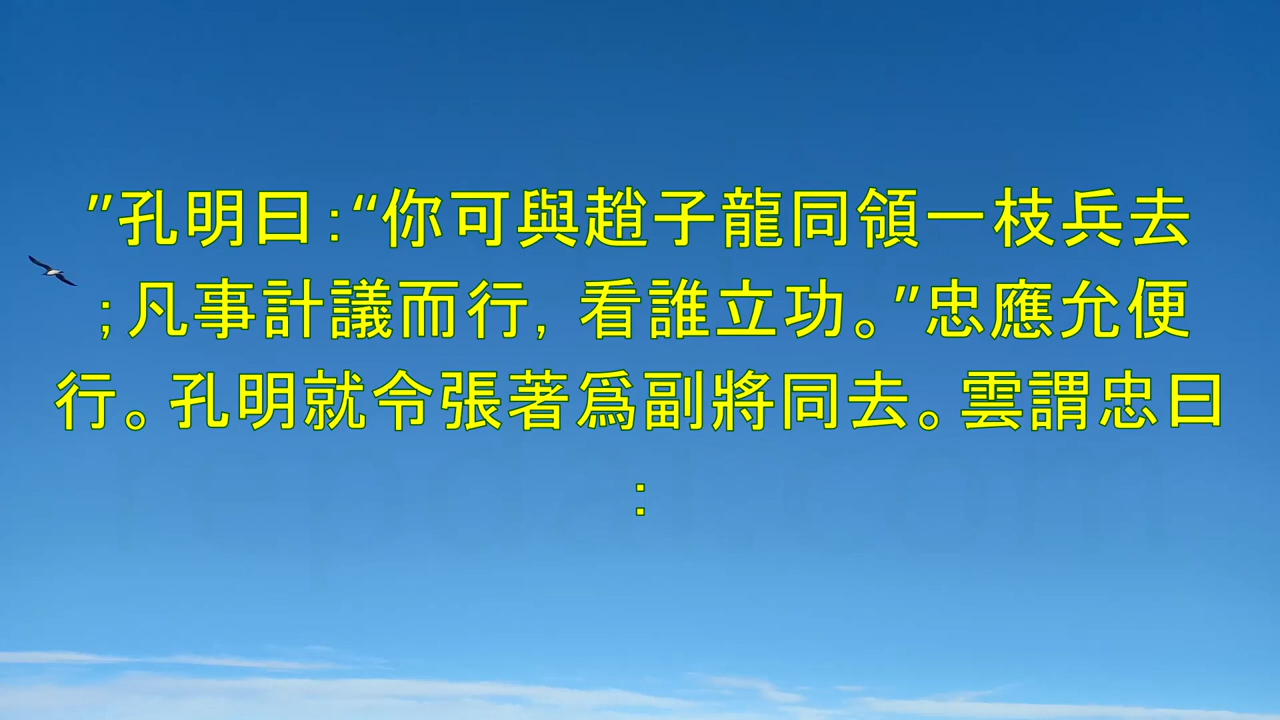 ”孔明曰：“你可與趙子龍同領一枝兵去
；凡事計議而行，看誰立功。”忠應允便
行。孔明就令張著爲副將同去。雲謂忠曰
：